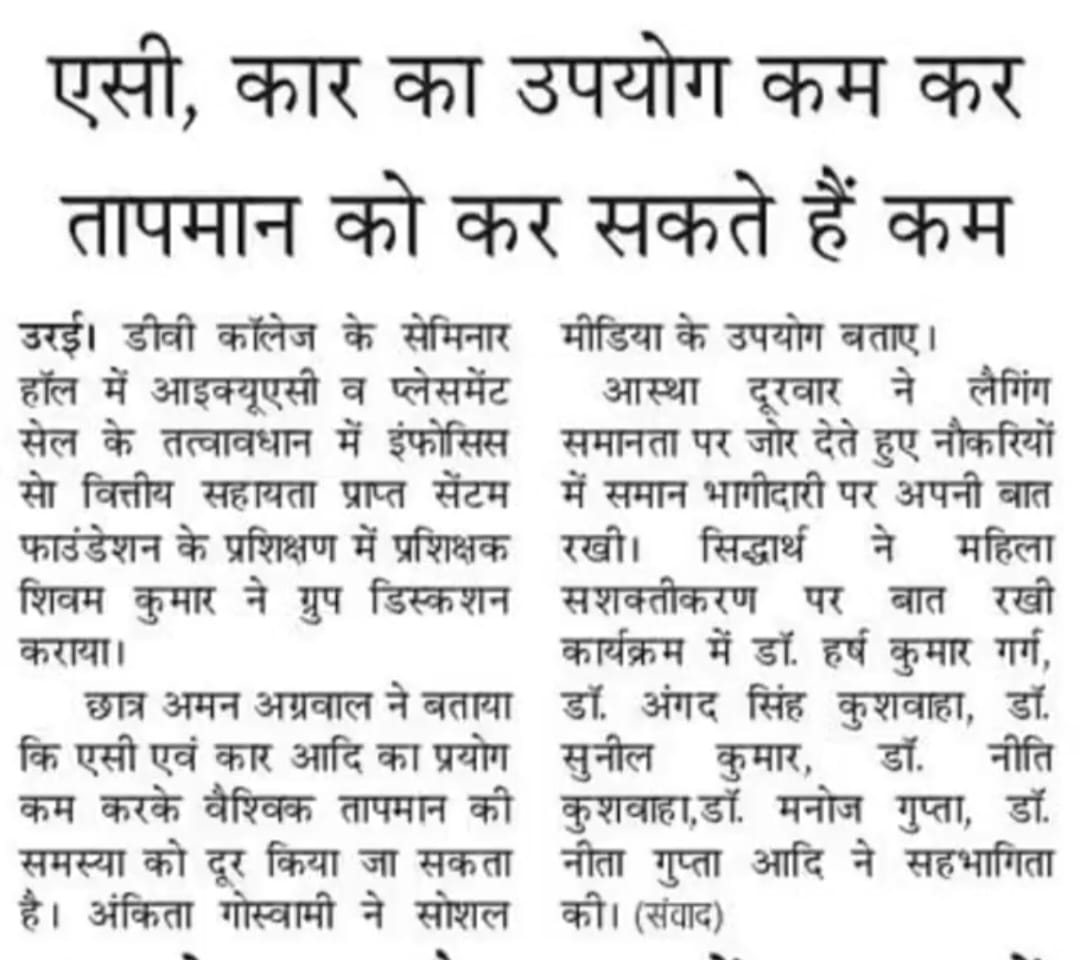 एसी, कार का उपयोग कम कर
तापमान को कर सकते हैं कम
उरई। डीवी कॉलेज के सेमिनार
हॉल में आइक्यूएसी व प्लेसमेंट
सेल के तत्वावधान में इंफोसिस
सेा वित्तीय सहायता प्राप्त सेंटम
फाउंडेशन के प्रशिक्षण में प्रशिक्षक
शिवम कुमार ने ग्रुप डिस्कशन
कराया।
छात्र अमन अग्रवाल ने बताया
कि एसी एवं कार आदि का प्रयोग
कम करके वैश्विक तापमान की
समस्या को दूर किया जा सकता
है। अंकिता गोस्वामी ने सोशल
मीडिया के उपयोग बताए।
आस्था दूरवार ने लैगिंग
समानता पर जोर देते हुए नौकरियों
में समान भागीदारी पर अपनी बात
रखी। सिद्धार्थ ने महिला
सशक्तीकरण पर बात रखी
कार्यक्रम में डॉ. हर्ष कुमार गर्ग,
डॉ. अंगद सिंह कुशवाहा, डॉ.
सुनील कुमार, डॉ. नीति
कुशवाहा,डॉ. मनोज गुप्ता, डॉ.
नीता गुप्ता आदि ने सहभागिता
की। (संवाद)